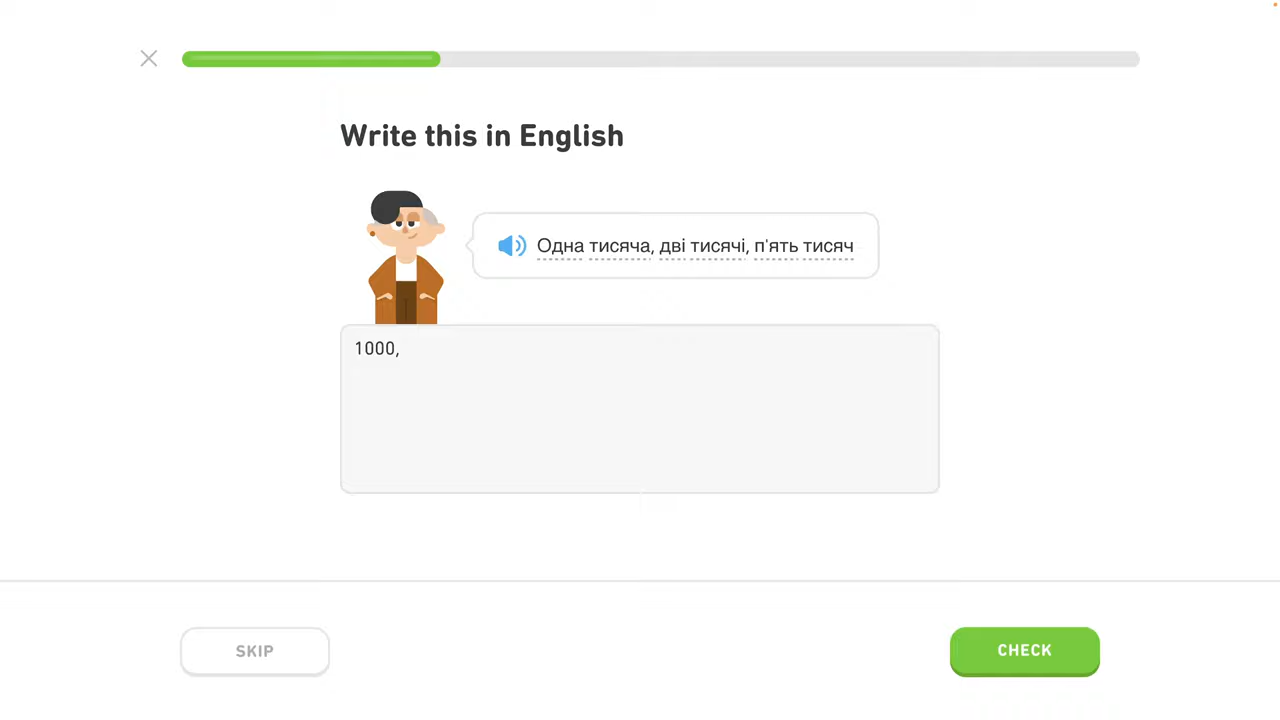 Write this in English
Одна тисяча, дві тисячі, п'ять тисяч
1000,
SKIP
CHECK